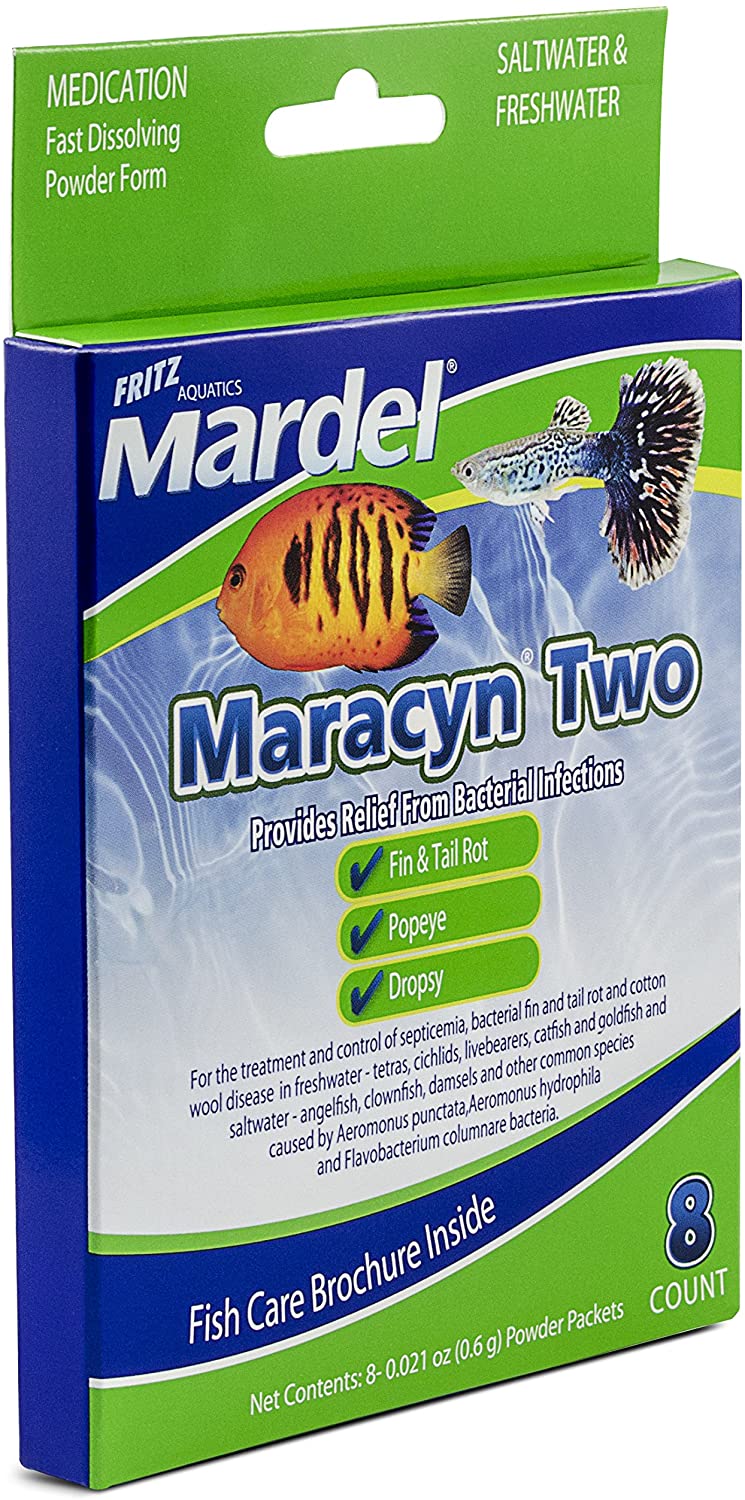 MEDICATION
Fast Dissolving
Powder Form
SALTWATER &
FRESHWATER
FRITZ AQUATICS
Mardel®
Maracyn® Two
Provides Relief From Bacterial Infections
Fin & Tail Rot
Popeye
Dropsy
For the treatment and control of septicemia, bacterial fin and tail rot and cotton
wool disease in freshwater - tetras, cichlids, livebearers, catfish and goldfish and
saltwater - angelfish, clownfish, damsels and other common species
caused by Aeromonus punctata,Aeromonus hydrophila
and Flavobacterium columnare bacteria.
Fish Care Brochure Inside
8
COUNT
Net Contents: 8- 0.021 oz (0.6 g) Powder Packets